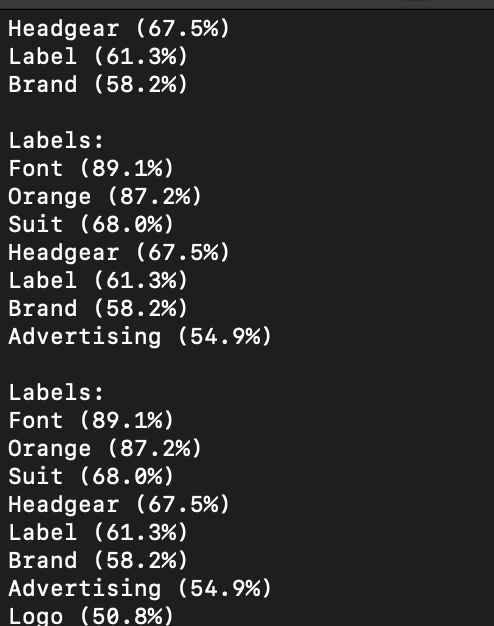 Headgear (67.5%)
Label (61.3%)
Brand (58.2%)

Labels:
Font (89.1%)
Orange (87.2%)
Suit (68.0%)
Headgear (67.5%)
Label (61.3%)
Brand (58.2%)
Advertising (54.9%)

Labels:
Font (89.1%)
Orange (87.2%)
Suit (68.0%)
Headgear (67.5%)
Label (61.3%)
Brand (58.2%)
Advertising (54.9%)
Logo (50.8%)